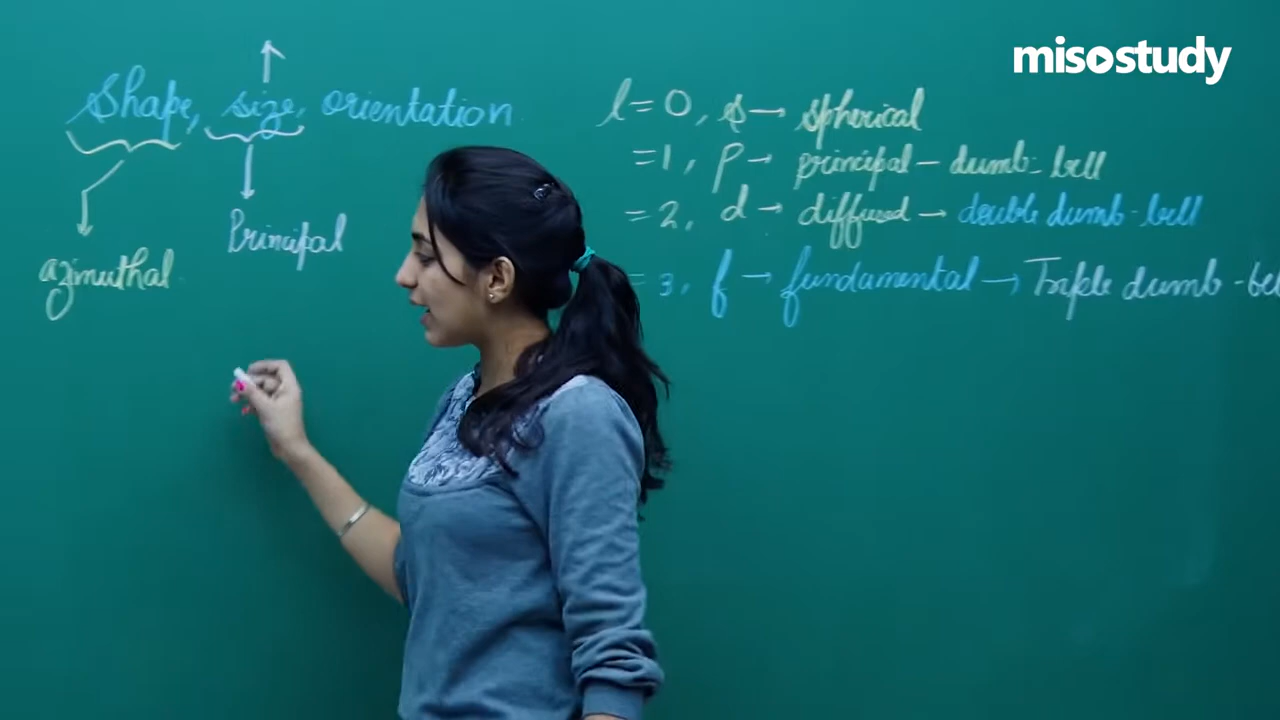 misostudy
shape, size, orientation
azimuthal
Principal
l = 0, s → spherical
= 1, p → principal - dumb-bell
= 2, d → diffused → double dumb-bell
= 3, f → fundamental → Triple dumb-bel